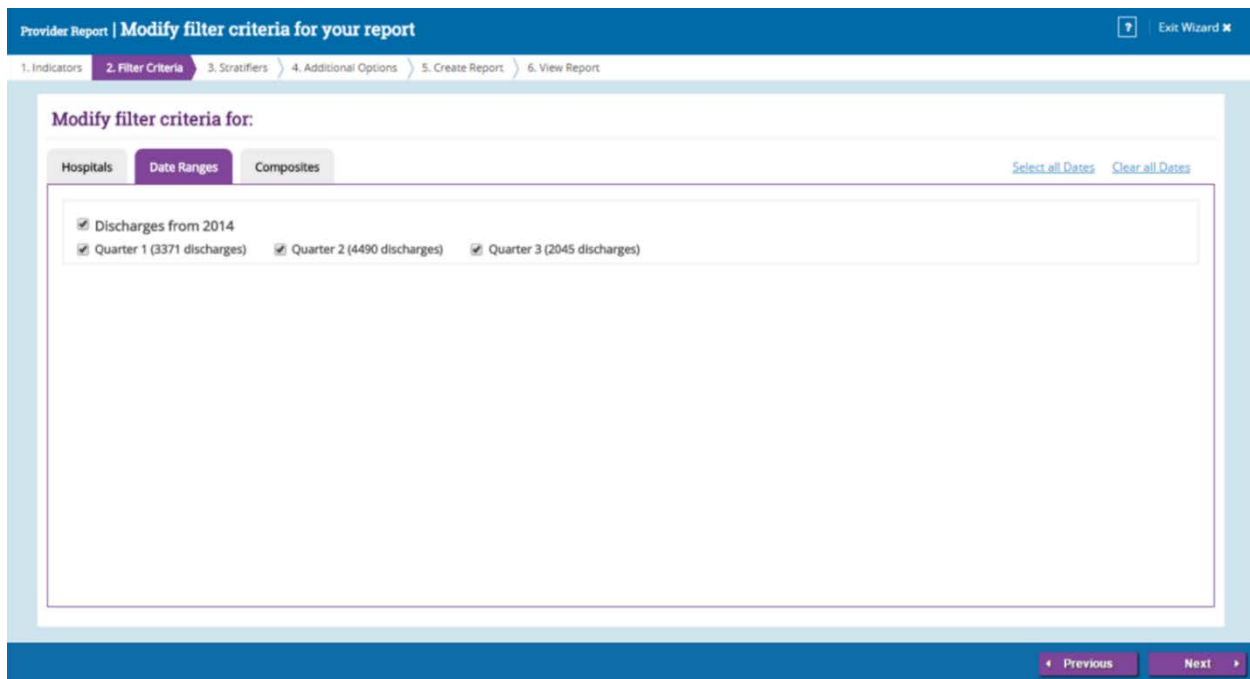 Provider Report | Modify filter criteria for your report ? Exit Wizard ✖
1. Indicators 2. Filter Criteria 3. Stratifiers 4. Additional Options 5. Create Report 6. View Report
Modify filter criteria for:
Hospitals Date Ranges Composites Select all Dates Clear all Dates
Discharges from 2014
Quarter 1 (3371 discharges) Quarter 2 (4490 discharges) Quarter 3 (2045 discharges)
Previous Next